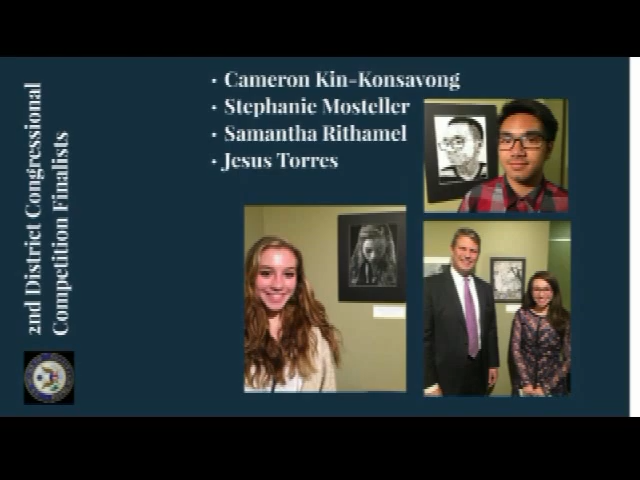 2nd District Congressional
Competition Finalists
• Cameron Kin-Konsavong
• Stephanie Mosteller
• Samantha Rithamel
• Jesus Torres